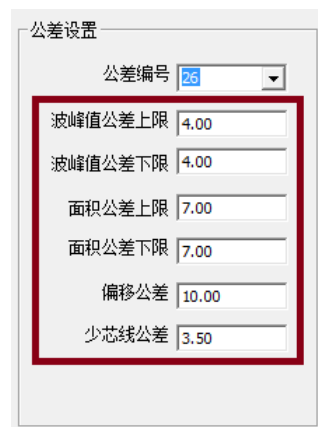 公差设置
公差编号 26
波峰值公差上限 4.00
波峰值公差下限 4.00
面积公差上限 7.00
面积公差下限 7.00
偏移公差 10.00
少芯线公差 3.50